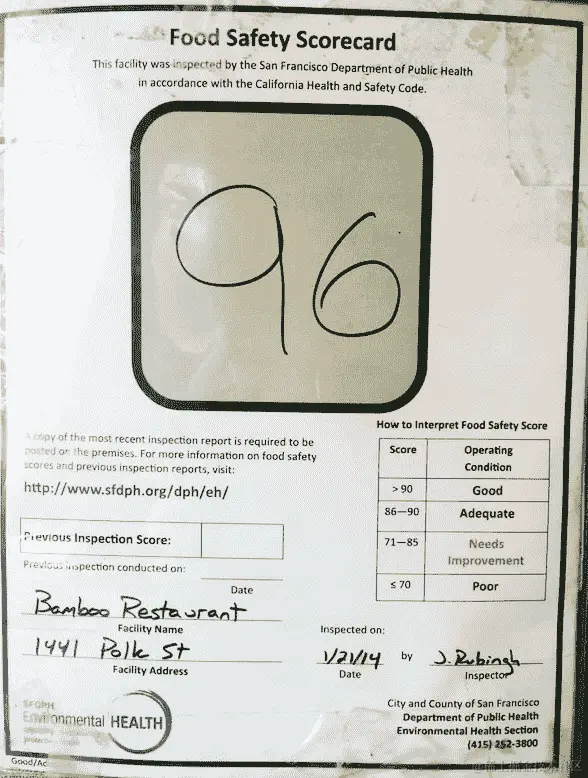 Food Safety Scorecard
This facility was inspected by the San Francisco Department of Public Health
in accordance with the California Health and Safety Code.
96
A copy of the most recent inspection report is required to be
posted on the premises. For more information on food safety
scores and previous inspection reports, visit:
http://www.sfdph.org/dph/eh/
Previous Inspection Score:
Previous inspection conducted on:
Date
Bamboo Restaurant
Facility Name
1441 Polk St
Facility Address
How to Interpret Food Safety Score
Score Operating Condition
> 90 Good
86—90 Adequate
71—85 Needs Improvement
≤ 70 Poor
Inspected on:
1/21/14 by J. Rubingh
Date Inspector
SFDPH
Environmental HEALTH
City and County of San Francisco
Department of Public Health
Environmental Health Section
(415) 252-3800
Good/Ac